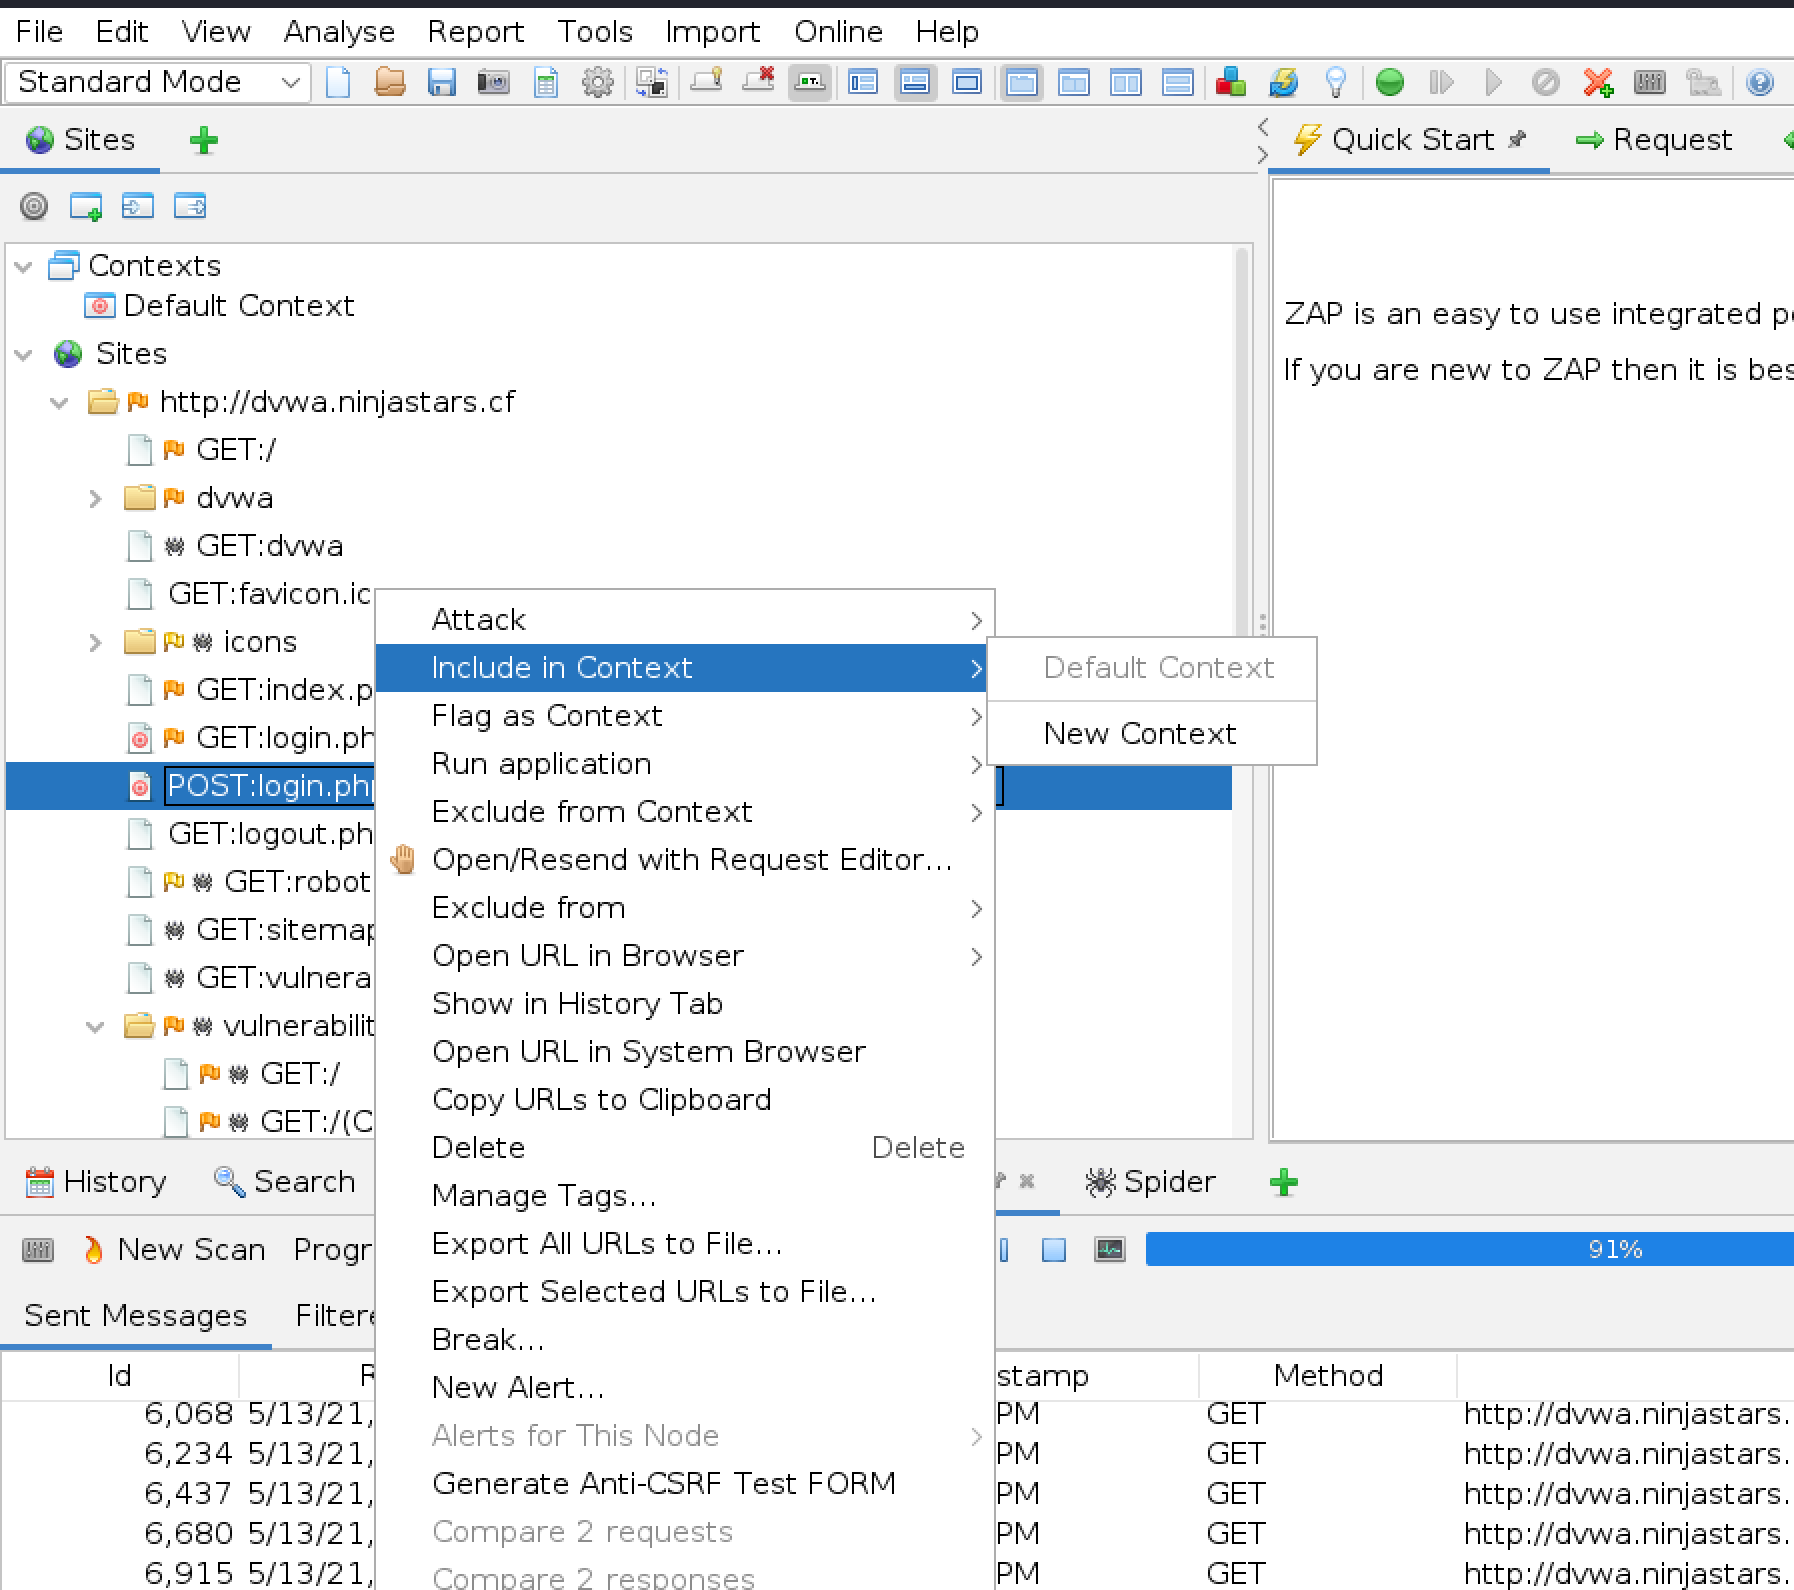 File Edit View Analyse Report Tools Import Online Help
Standard Mode
Sites
Quick Start Request
Contexts
Default Context
Sites
http://dvwa.ninjastars.cf
GET:/
dvwa
GET:dvwa
GET:favicon.ic
icons
GET:index.p
GET:login.ph
POST:login.php
GET:logout.ph
GET:robot
GET:sitemap
GET:vulnera
vulnerabilit
GET:/
GET:/(C
Attack
Include in Context
Flag as Context
Run application
Exclude from Context
Open/Resend with Request Editor...
Exclude from
Open URL in Browser
Show in History Tab
Open URL in System Browser
Copy URLs to Clipboard
Delete Delete
Manage Tags...
Export All URLs to File...
Export Selected URLs to File...
Break...
New Alert...
Alerts for This Node
Generate Anti-CSRF Test FORM
Compare 2 requests
Compare 2 responses
Default Context
New Context
ZAP is an easy to use integrated pe
If you are new to ZAP then it is bes
History Search Spider
New Scan Progr 91%
Sent Messages Filtere
Id R stamp Method
6,068 5/13/21, PM GET http://dvwa.ninjastars.
6,234 5/13/21, PM GET http://dvwa.ninjastars.
6,437 5/13/21, PM GET http://dvwa.ninjastars.
6,680 5/13/21, PM GET http://dvwa.ninjastars.
6,915 5/13/21, PM GET http://dvwa.ninjastars.